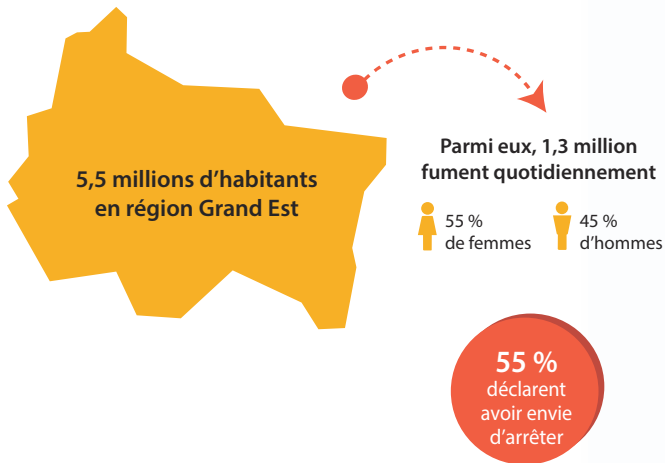 5,5 millions d’habitants
en région Grand Est
Parmi eux, 1,3 million
fument quotidiennement
55 %
de femmes
45 %
d’hommes
55 %
déclarent
avoir envie
d’arrêter